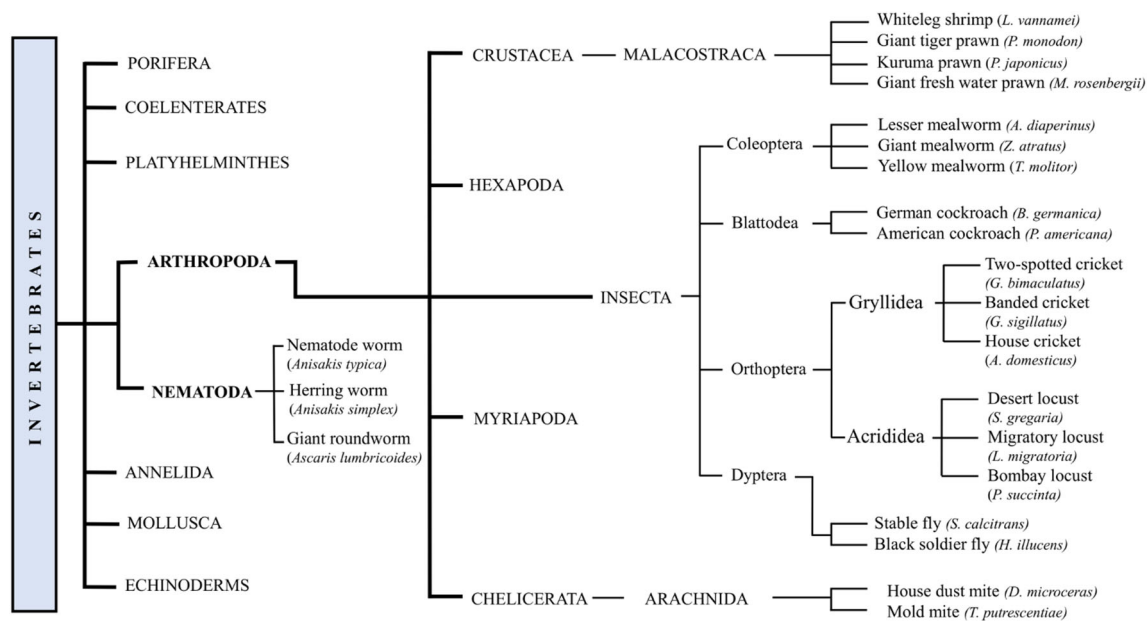 INVERTEBRATES
PORIFERA
COELENTERATES
PLATYHELMINTHES
ARTHROPODA
NEMATODA
Nematode worm
(Anisakis typica)
Herring worm
(Anisakis simplex)
Giant roundworm
(Ascaris lumbricoides)
ANNELIDA
MOLLUSCA
ECHINODERMS
CRUSTACEA
MALACOSTRACA
Whiteleg shrimp (L. vannamei)
Giant tiger prawn (P. monodon)
Kuruma prawn (P. japonicus)
Giant fresh water prawn (M. rosenbergii)
HEXAPODA
INSECTA
Coleoptera
Lesser mealworm (A. diaperinus)
Giant mealworm (Z. atratus)
Yellow mealworm (T. molitor)
Blattodea
German cockroach (B. germanica)
American cockroach (P. americana)
Orthoptera
Gryllidea
Two-spotted cricket
(G. bimaculatus)
Banded cricket
(G. sigillatus)
House cricket
(A. domesticus)
Acrididea
Desert locust
(S. gregaria)
Migratory locust
(L. migratoria)
Bombay locust
(P. succinta)
Dyptera
Stable fly (S. calcitrans)
Black soldier fly (H. illucens)
MYRIAPODA
CHELICERATA
ARACHNIDA
House dust mite (D. microceras)
Mold mite (T. putrescentiae)